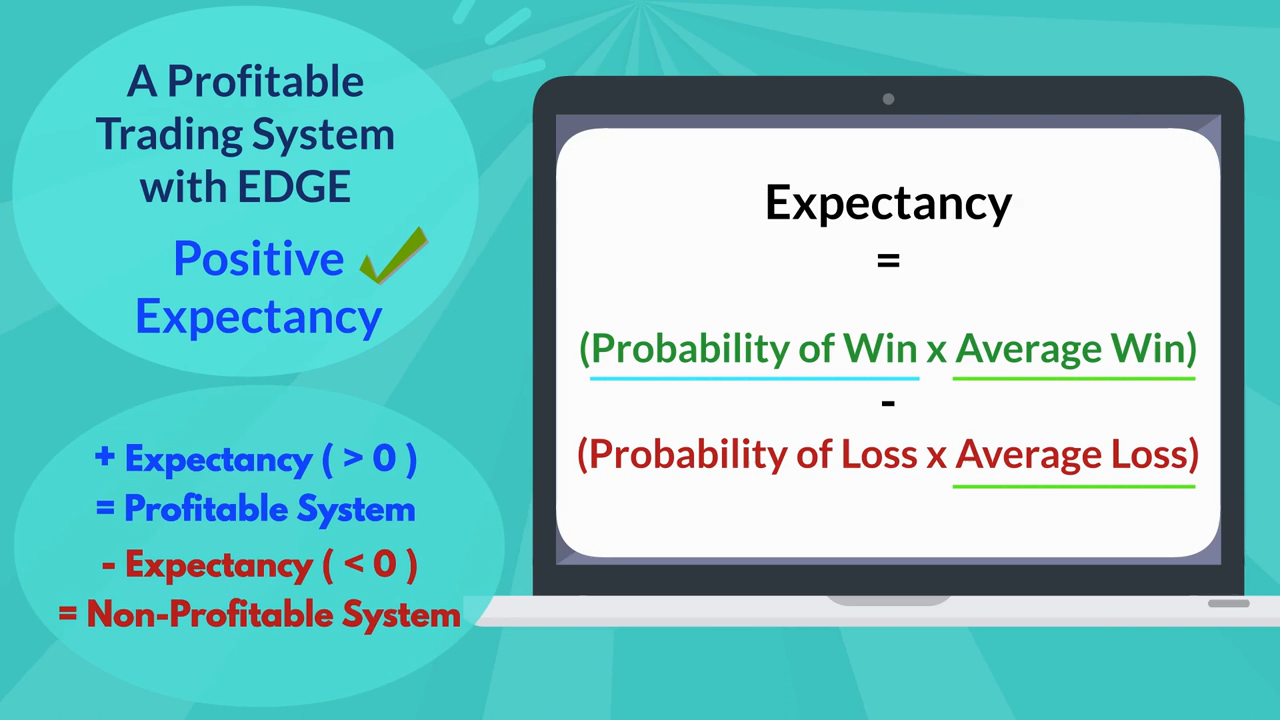 A Profitable
Trading System
with EDGE
Positive
Expectancy
+ Expectancy ( > 0 )
= Profitable System
- Expectancy ( < 0 )
= Non-Profitable System
Expectancy
=
(Probability of Win x Average Win)
-
(Probability of Loss x Average Loss)